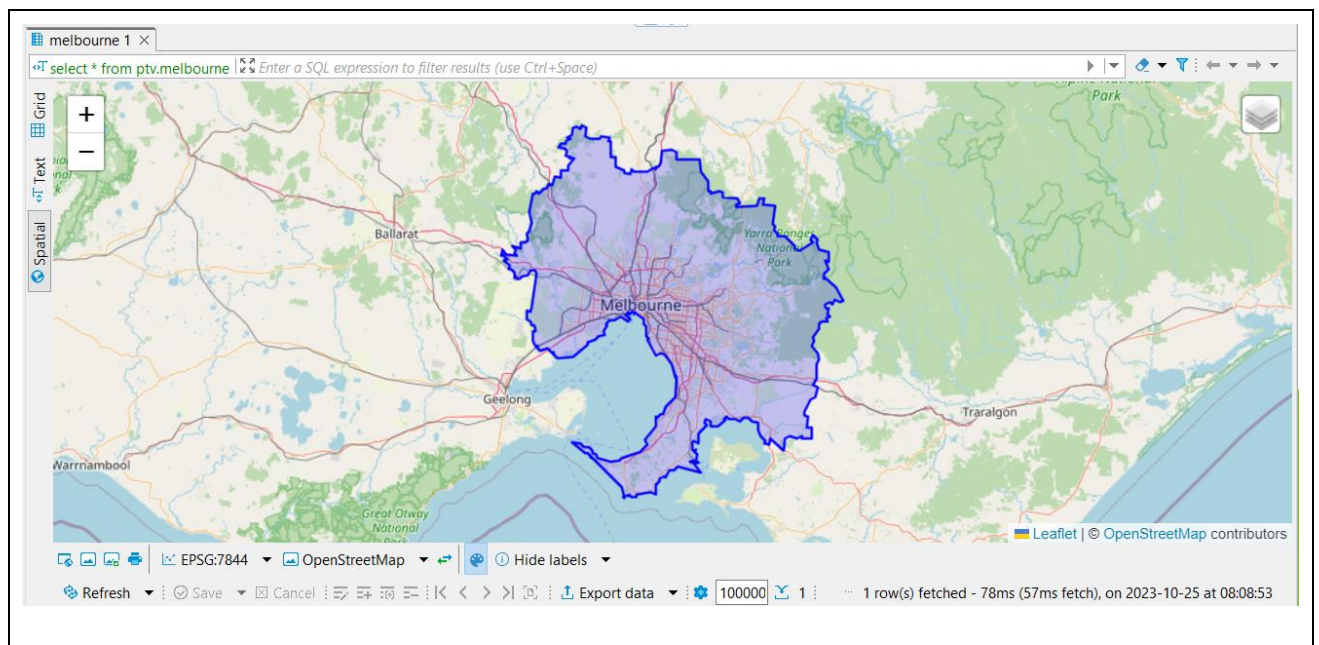 melbourne 1 ×
select * from ptv.melbourne Enter a SQL expression to filter results (use Ctrl+Space)
Grid
Text
Spatial
+
−
Park
Ballarat
Yarra Ranges
National
Park
Melbourne
Geelong
Traralgon
Warrnambool
Great Otway
National
Leaflet | © OpenStreetMap contributors
EPSG:7844 OpenStreetMap Hide labels
Refresh Save Cancel Export data 100000 1 1 row(s) fetched - 78ms (57ms fetch), on 2023-10-25 at 08:08:53